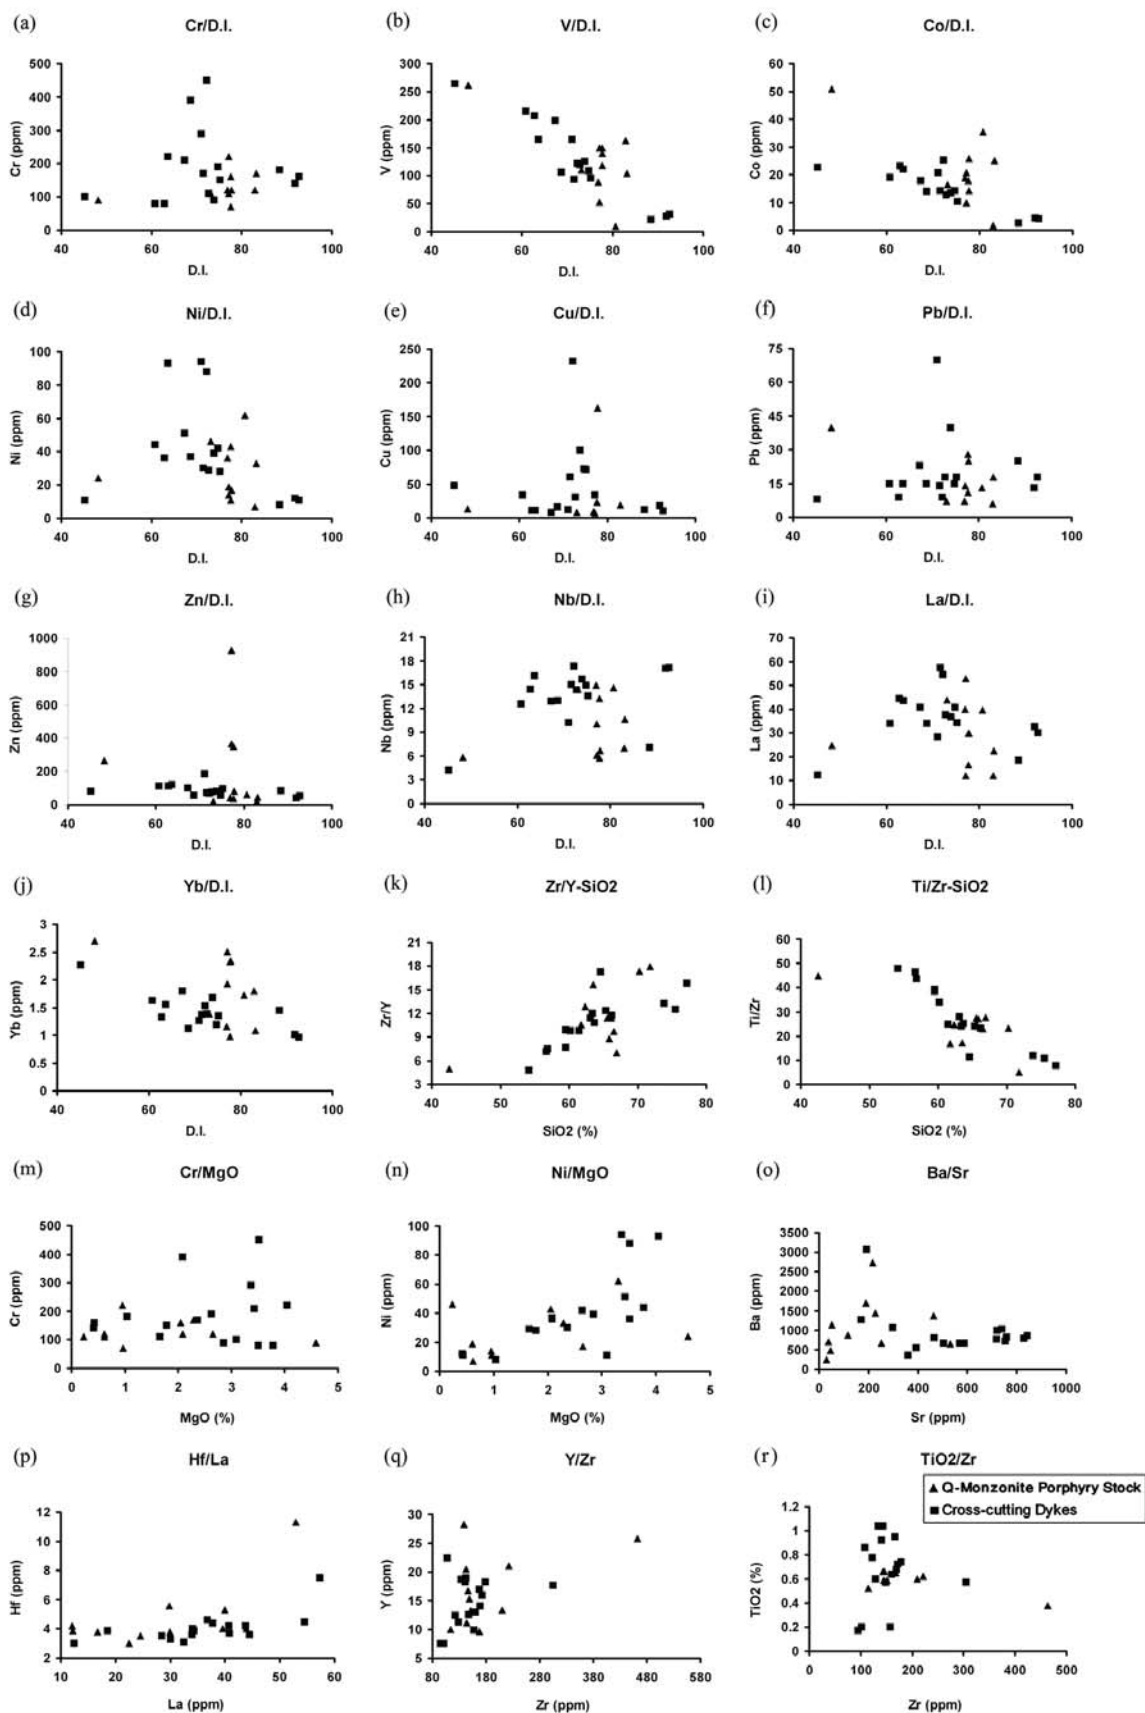 (a) Cr/D.I.
500
400
300
200
100
0
Cr (ppm)
40 60 80 100
D.I.
(b) V/D.I.
300
250
200
150
100
50
0
V (ppm)
40 60 80 100
D.I.
(c) Co/D.I.
60
50
40
30
20
10
0
Co (ppm)
40 60 80 100
D.I.
(d) Ni/D.I.
100
80
60
40
20
0
Ni (ppm)
40 60 80 100
D.I.
(e) Cu/D.I.
250
200
150
100
50
0
Cu (ppm)
40 60 80 100
D.I.
(f) Pb/D.I.
75
60
45
30
15
0
Pb (ppm)
40 60 80 100
D.I.
(g) Zn/D.I.
1000
800
600
400
200
0
Zn (ppm)
40 60 80 100
D.I.
(h) Nb/D.I.
21
18
15
12
9
6
3
0
Nb (ppm)
40 60 80 100
D.I.
(i) La/D.I.
70
60
50
40
30
20
10
0
La (ppm)
40 60 80 100
D.I.
(j) Yb/D.I.
3
2.5
2
1.5
1
0.5
0
Yb (ppm)
40 60 80 100
D.I.
(k) Zr/Y-SiO2
21
18
15
12
9
6
3
Zr/Y
40 50 60 70 80
SiO2 (%)
(l) Ti/Zr-SiO2
60
50
40
30
20
10
0
Ti/Zr
40 50 60 70 80
SiO2 (%)
(m) Cr/MgO
500
400
300
200
100
0
Cr (ppm)
0 1 2 3 4 5
MgO (%)
(n) Ni/MgO
100
80
60
40
20
0
Ni (ppm)
0 1 2 3 4 5
MgO (%)
(o) Ba/Sr
3500
3000
2500
2000
1500
1000
500
0
Ba (ppm)
0 200 400 600 800 1000
Sr (ppm)
(p) Hf/La
12
10
8
6
4
2
Hf (ppm)
10 20 30 40 50 60
La (ppm)
(q) Y/Zr
30
25
20
15
10
5
Y (ppm)
80 180 280 380 480 580
Zr (ppm)
(r) TiO2/Zr
Q-Monzonite Porphyry Stock
Cross-cutting Dykes
1.2
1
0.8
0.6
0.4
0.2
0
TiO2 (%)
0 100 200 300 400 500
Zr (ppm)